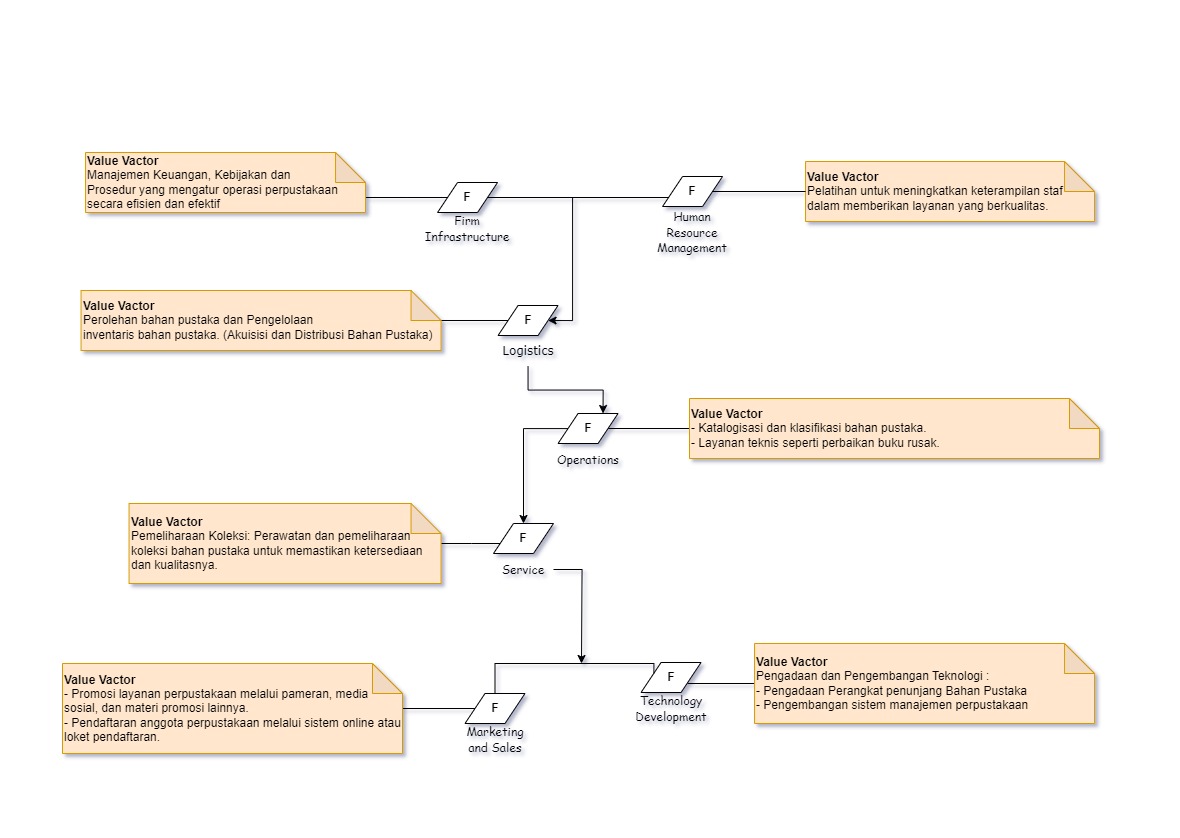 Value Vactor
Manajemen Keuangan, Kebijakan dan
Prosedur yang mengatur operasi perpustakaan
secara efisien dan efektif
F
Firm
Infrastructure
F
Human
Resource
Management
Value Vactor
Pelatihan untuk meningkatkan keterampilan staf
dalam memberikan layanan yang berkualitas.
Value Vactor
Perolehan bahan pustaka dan Pengelolaan
inventaris bahan pustaka. (Akuisisi dan Distribusi Bahan Pustaka)
F
Logistics
F
Operations
Value Vactor
- Katalogisasi dan klasifikasi bahan pustaka.
- Layanan teknis seperti perbaikan buku rusak.
Value Vactor
Pemeliharaan Koleksi: Perawatan dan pemeliharaan
koleksi bahan pustaka untuk memastikan ketersediaan
dan kualitasnya.
F
Service
Value Vactor
- Promosi layanan perpustakaan melalui pameran, media
sosial, dan materi promosi lainnya.
- Pendaftaran anggota perpustakaan melalui sistem online atau
loket pendaftaran.
F
Marketing
and Sales
F
Technology
Development
Value Vactor
Pengadaan dan Pengembangan Teknologi :
- Pengadaan Perangkat penunjang Bahan Pustaka
- Pengembangan sistem manajemen perpustakaan